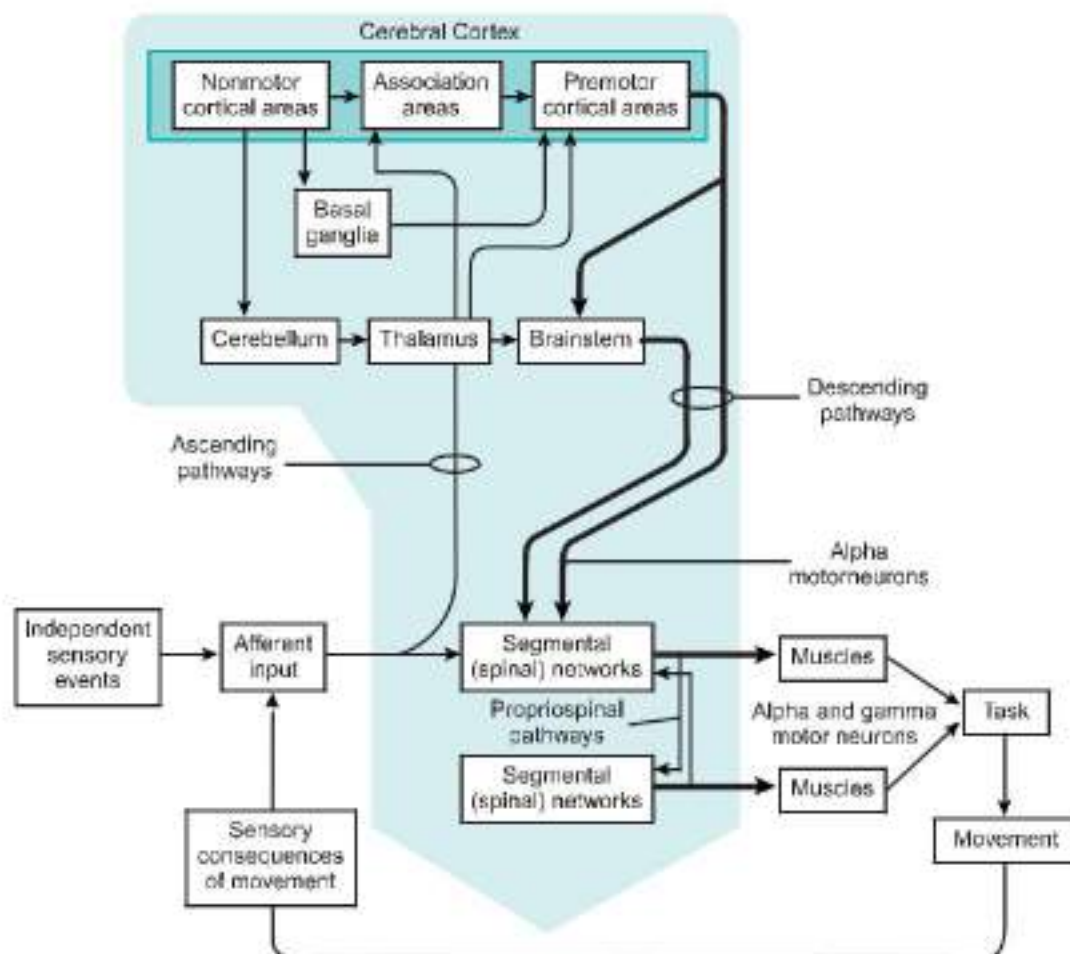 Cerebral Cortex
Nonmotor
cortical areas
Association
areas
Premotor
cortical areas
Basal
ganglia
Cerebellum
Thalamus
Brainstem
Descending
pathways
Ascending
pathways
Alpha
motorneurons
Independent
sensory
events
Afferent
input
Segmental
(spinal) networks
Muscles
Propriospinal
pathways
Alpha and gamma
motor neurons
Task
Segmental
(spinal) networks
Muscles
Sensory
consequences
of movement
Movement